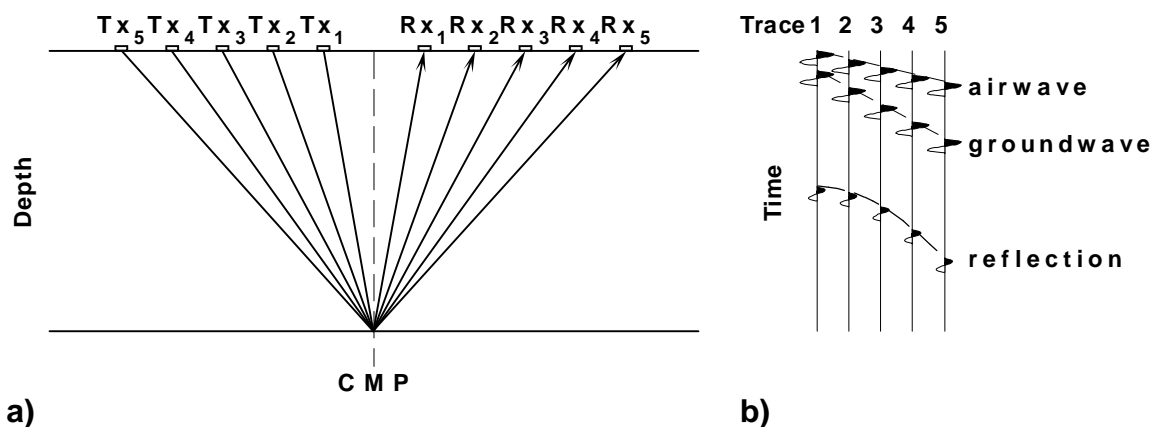 Tx5 Tx4 Tx3 Tx2 Tx1 Rx1 Rx2 Rx3 Rx4 Rx5
Depth
CMP
a)
Trace 1 2 3 4 5
airwave
groundwave
Time
reflection
b)